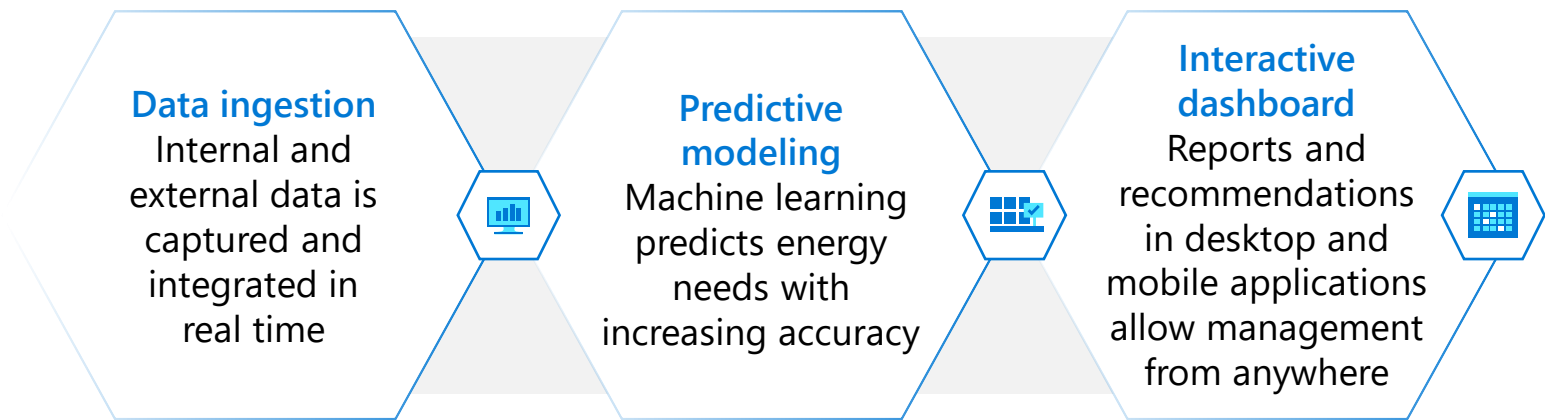 Data ingestion
Internal and
external data is
captured and
integrated in
real time
Predictive
modeling
Machine learning
predicts energy
needs with
increasing accuracy
Interactive
dashboard
Reports and
recommendations
in desktop and
mobile applications
allow management
from anywhere